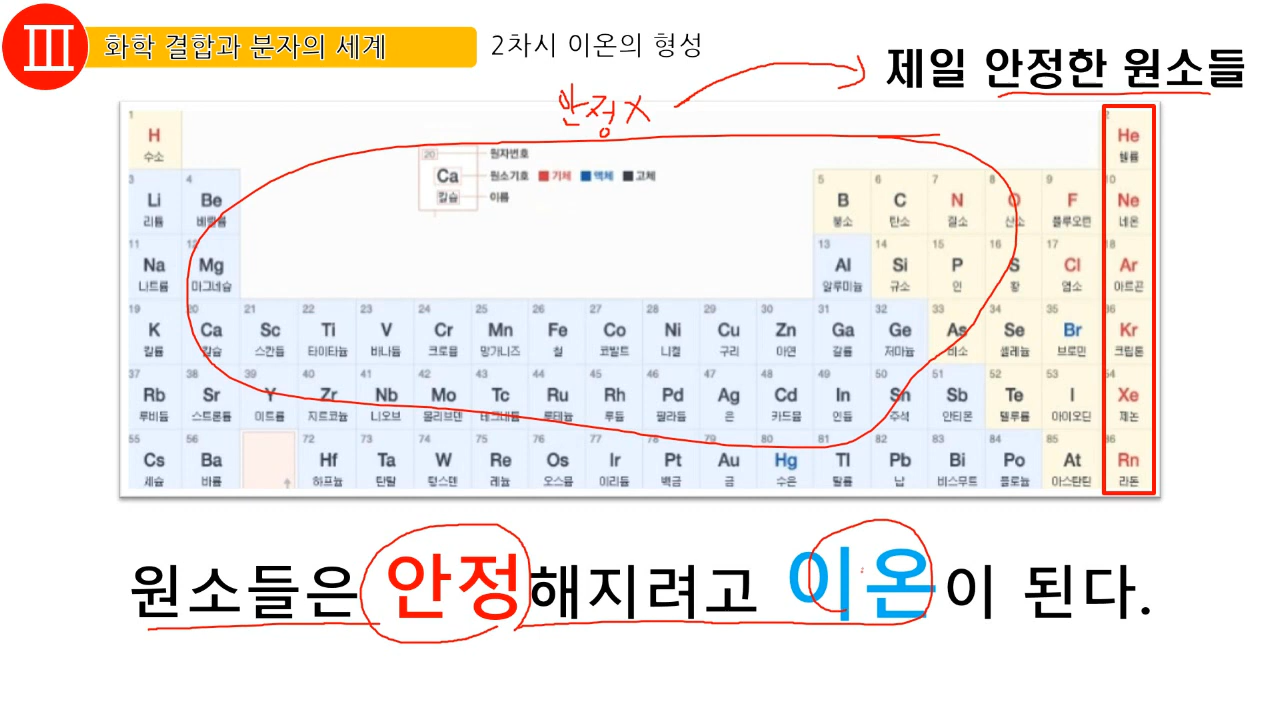 III 화학 결합과 분자의 세계 2차시 이온의 형성
제일 안정한 원소들
안정X
1 2
H He
수소 헬륨
20 원자번호
Ca 원소기호 기체 액체 고체
칼슘 이름
3 4 5 6 7 8 9 10
Li Be B C N O F Ne
리튬 베릴륨 붕소 탄소 질소 산소 플루오린 네온
11 12 13 14 15 16 17 18
Na Mg Al Si P S Cl Ar
나트륨 마그네슘 알루미늄 규소 인 황 염소 아르곤
19 20 21 22 23 24 25 26 27 28 29 30 31 32 33 34 35 36
K Ca Sc Ti V Cr Mn Fe Co Ni Cu Zn Ga Ge As Se Br Kr
칼륨 칼슘 스칸듐 타이타늄 바나듐 크로뮴 망가니즈 철 코발트 니켈 구리 아연 갈륨 저마늄 비소 셀레늄 브로민 크립톤
37 38 39 40 41 42 43 44 45 46 47 48 49 50 51 52 53 54
Rb Sr Y Zr Nb Mo Tc Ru Rh Pd Ag Cd In Sn Sb Te I Xe
루비듐 스트론튬 이트륨 지르코늄 나이오브 몰리브덴 테크네튬 루테늄 로듐 팔라듐 은 카드뮴 인듐 주석 안티몬 텔루륨 아이오딘 제논
55 56 72 73 74 75 76 77 78 79 80 81 82 83 84 85 86
Cs Ba Hf Ta W Re Os Ir Pt Au Hg Tl Pb Bi Po At Rn
세슘 바륨 하프늄 탄탈 텅스텐 레늄 오스뮴 이리듐 백금 금 수은 탈륨 납 비스무트 폴로늄 아스탄틴 라돈
원소들은 안정해지려고 이온이 된다.